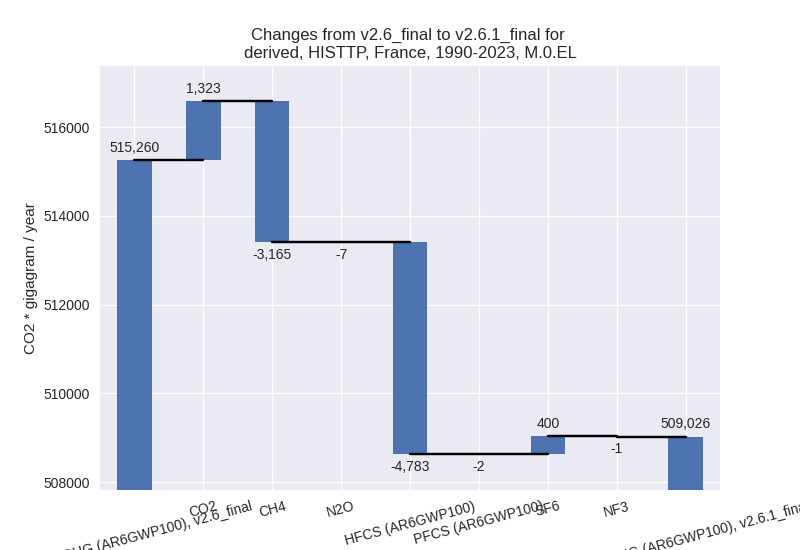 Changes from v2.6_final to v2.6.1_final for
derived, HISTTP, France, 1990-2023, M.0.EL
CO2 * gigagram / year
516000
514000
512000
510000
508000
515,260
1,323
-3,165
-7
-4,783
-2
400
-1
509,026
(AR6GWP100), v2.6_final
CO2
CH4
N2O
HFCS (AR6GWP100)
PFCS (AR6GWP100)
SF6
NF3
(AR6GWP100), v2.6.1_fina